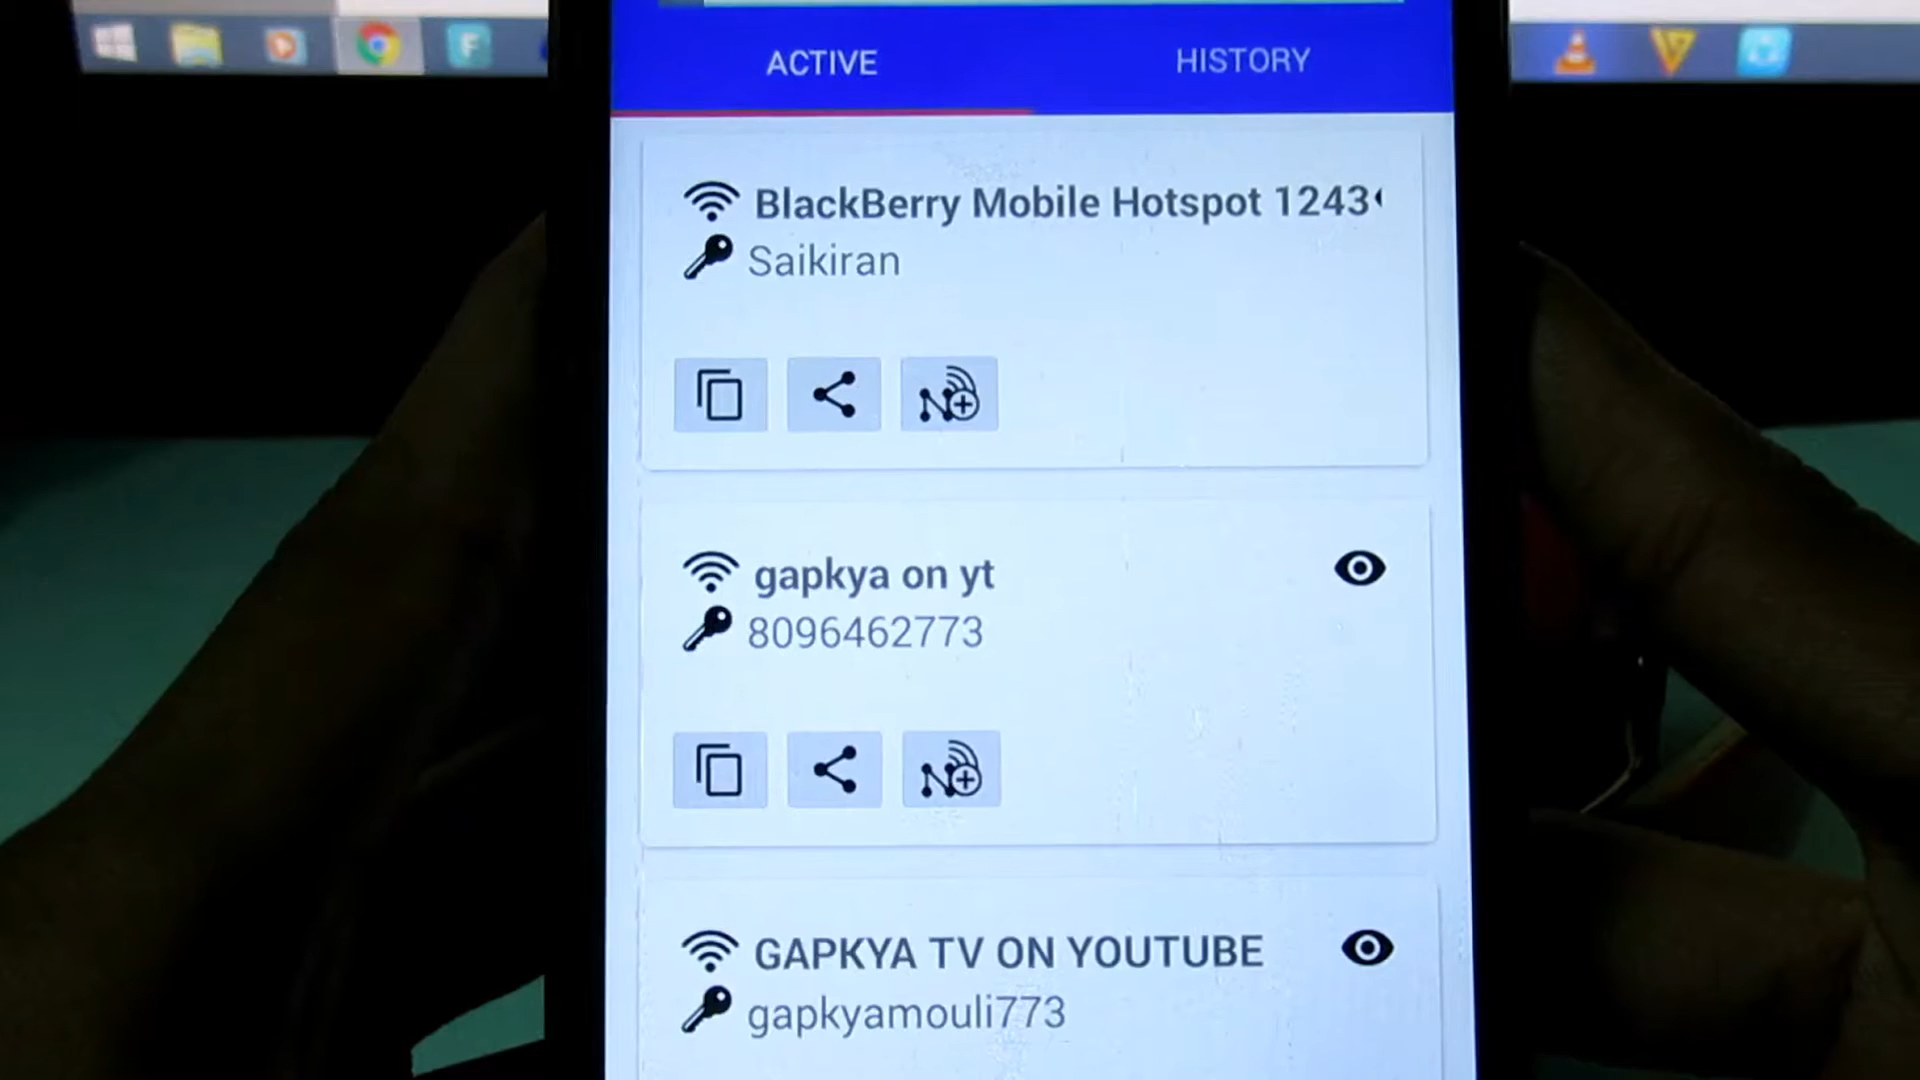 ACTIVE
HISTORY
BlackBerry Mobile Hotspot 1243
Saikiran
gapkya on yt
8096462773
GAPKYA TV ON YOUTUBE
gapkyamouli773